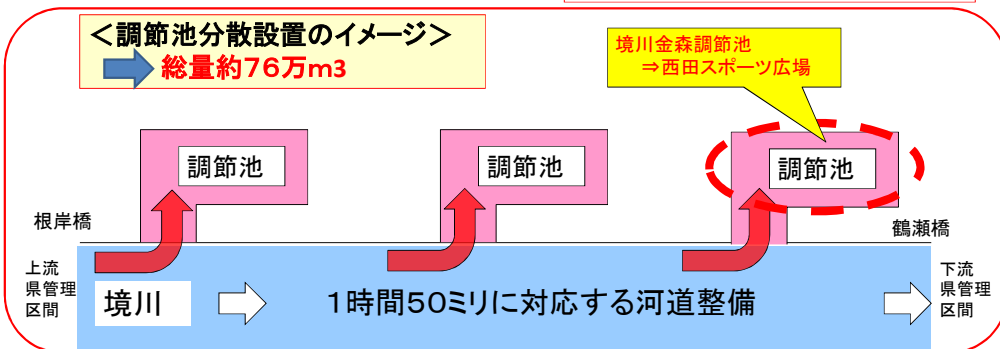 <調節池分散設置のイメージ>
総量約76万m3
境川金森調節池
⇒西田スポーツ広場
調節池
調節池
調節池
根岸橋
鶴瀬橋
上流
県管理
区間
境川
1時間50ミリに対応する河道整備
下流
県管理
区間